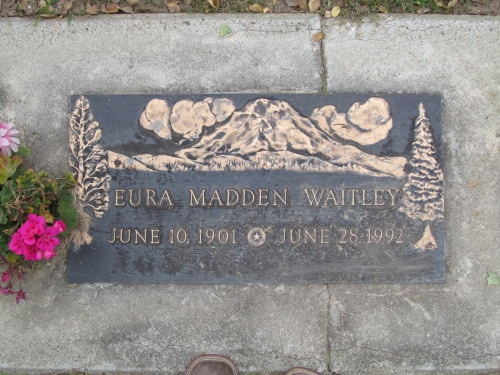 EURA MADDEN WAITLEY
JUNE 10, 1901 JUNE 28, 1992